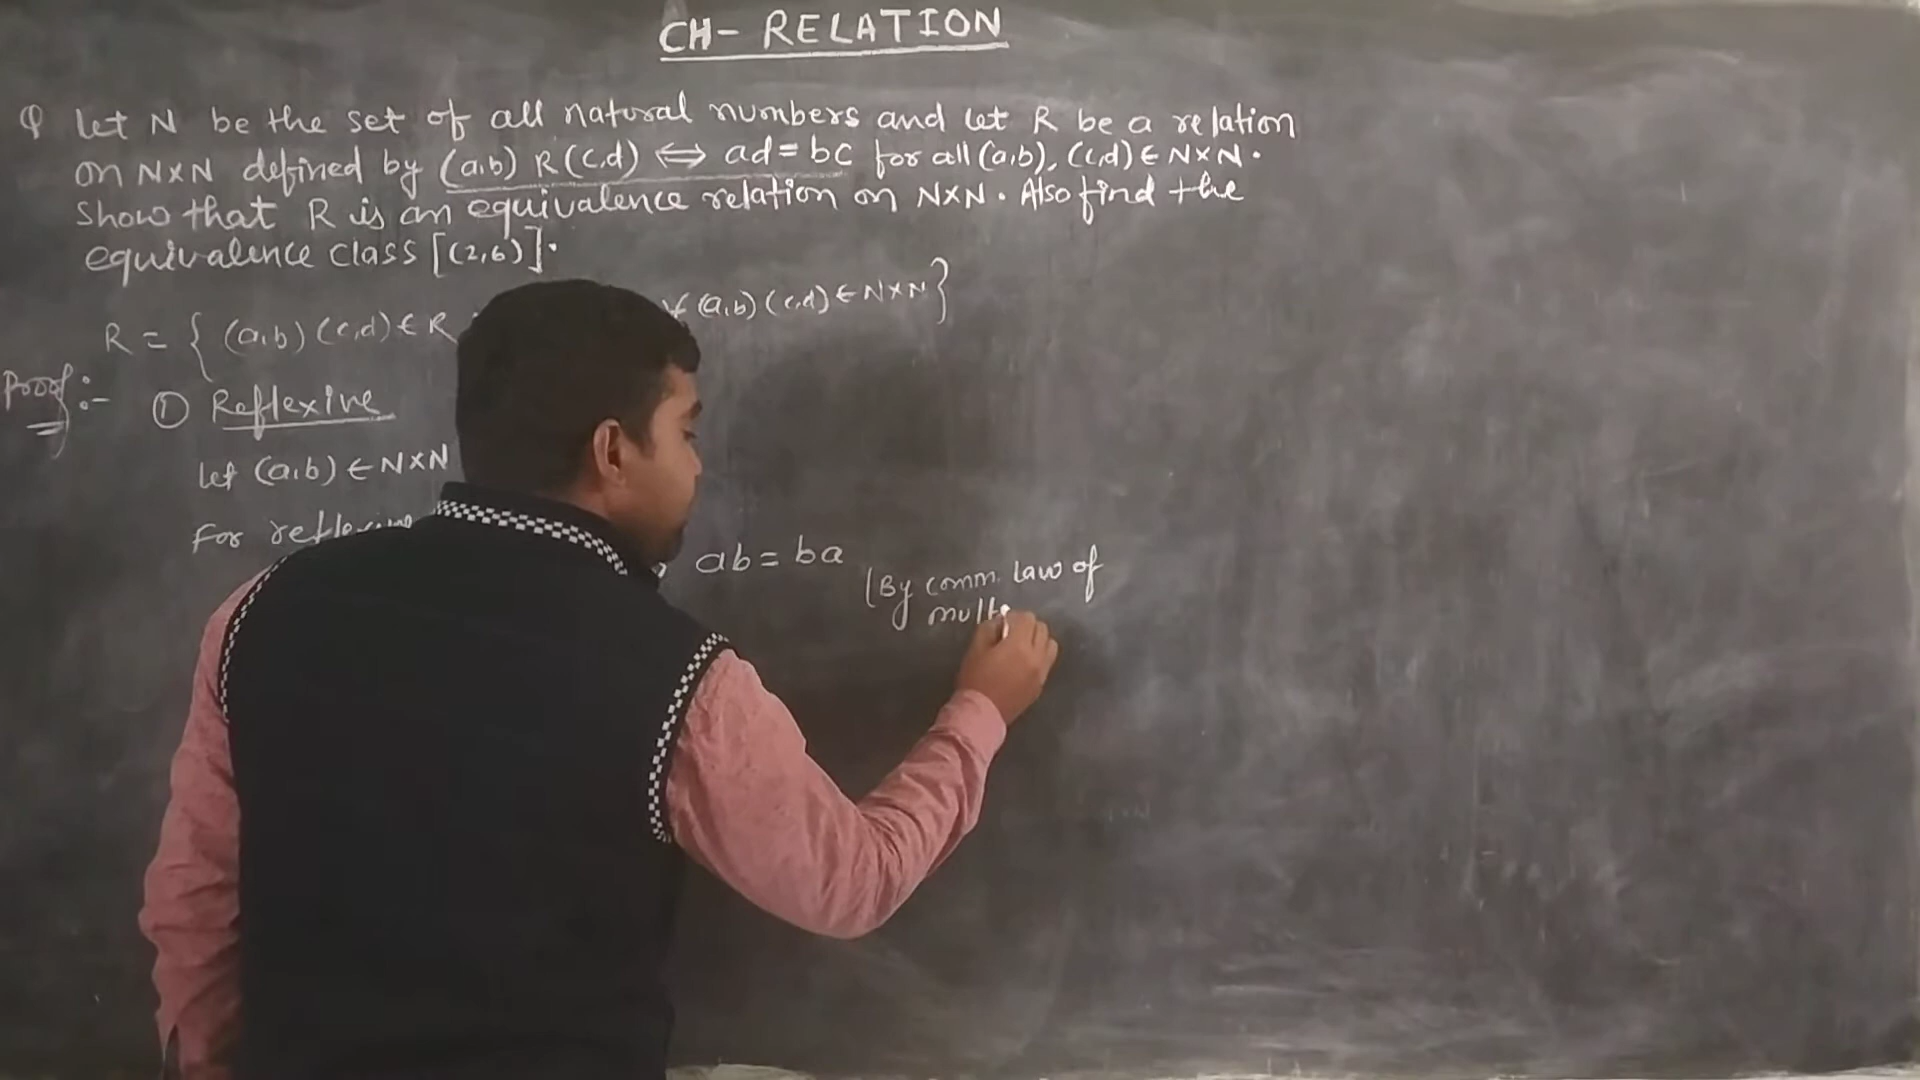 CH- RELATION
Q Let N be the set of all natural numbers and let R be a relation
on N×N defined by (a,b) R (c,d) ⟺ ad = bc for all (a,b), (c,d) ∈ N×N.
Show that R is an equivalence relation on N×N. Also find the
equivalence class [(2,6)].
R = { (a,b) (c,d) ∈ R (a,b) (c,d) ∈ N×N }
Proof :-
① Reflexive
let (a,b) ∈ N×N
For reflexive
ab = ba
(By comm. law of